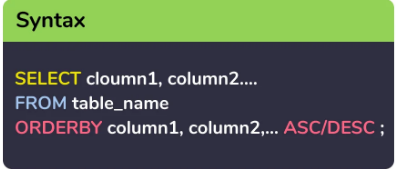 Syntax
SELECT cloumn1, column2....
FROM table_name
ORDERBY column1, column2,... ASC/DESC ;